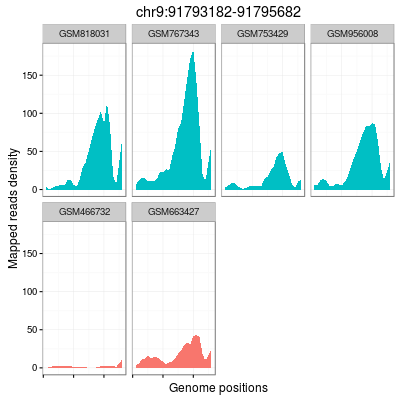 chr9:91793182-91795682
GSM818031 GSM767343 GSM753429 GSM956008
150
100
50
0
GSM466732 GSM663427
150
100
50
0
Mapped reads density
Genome positions